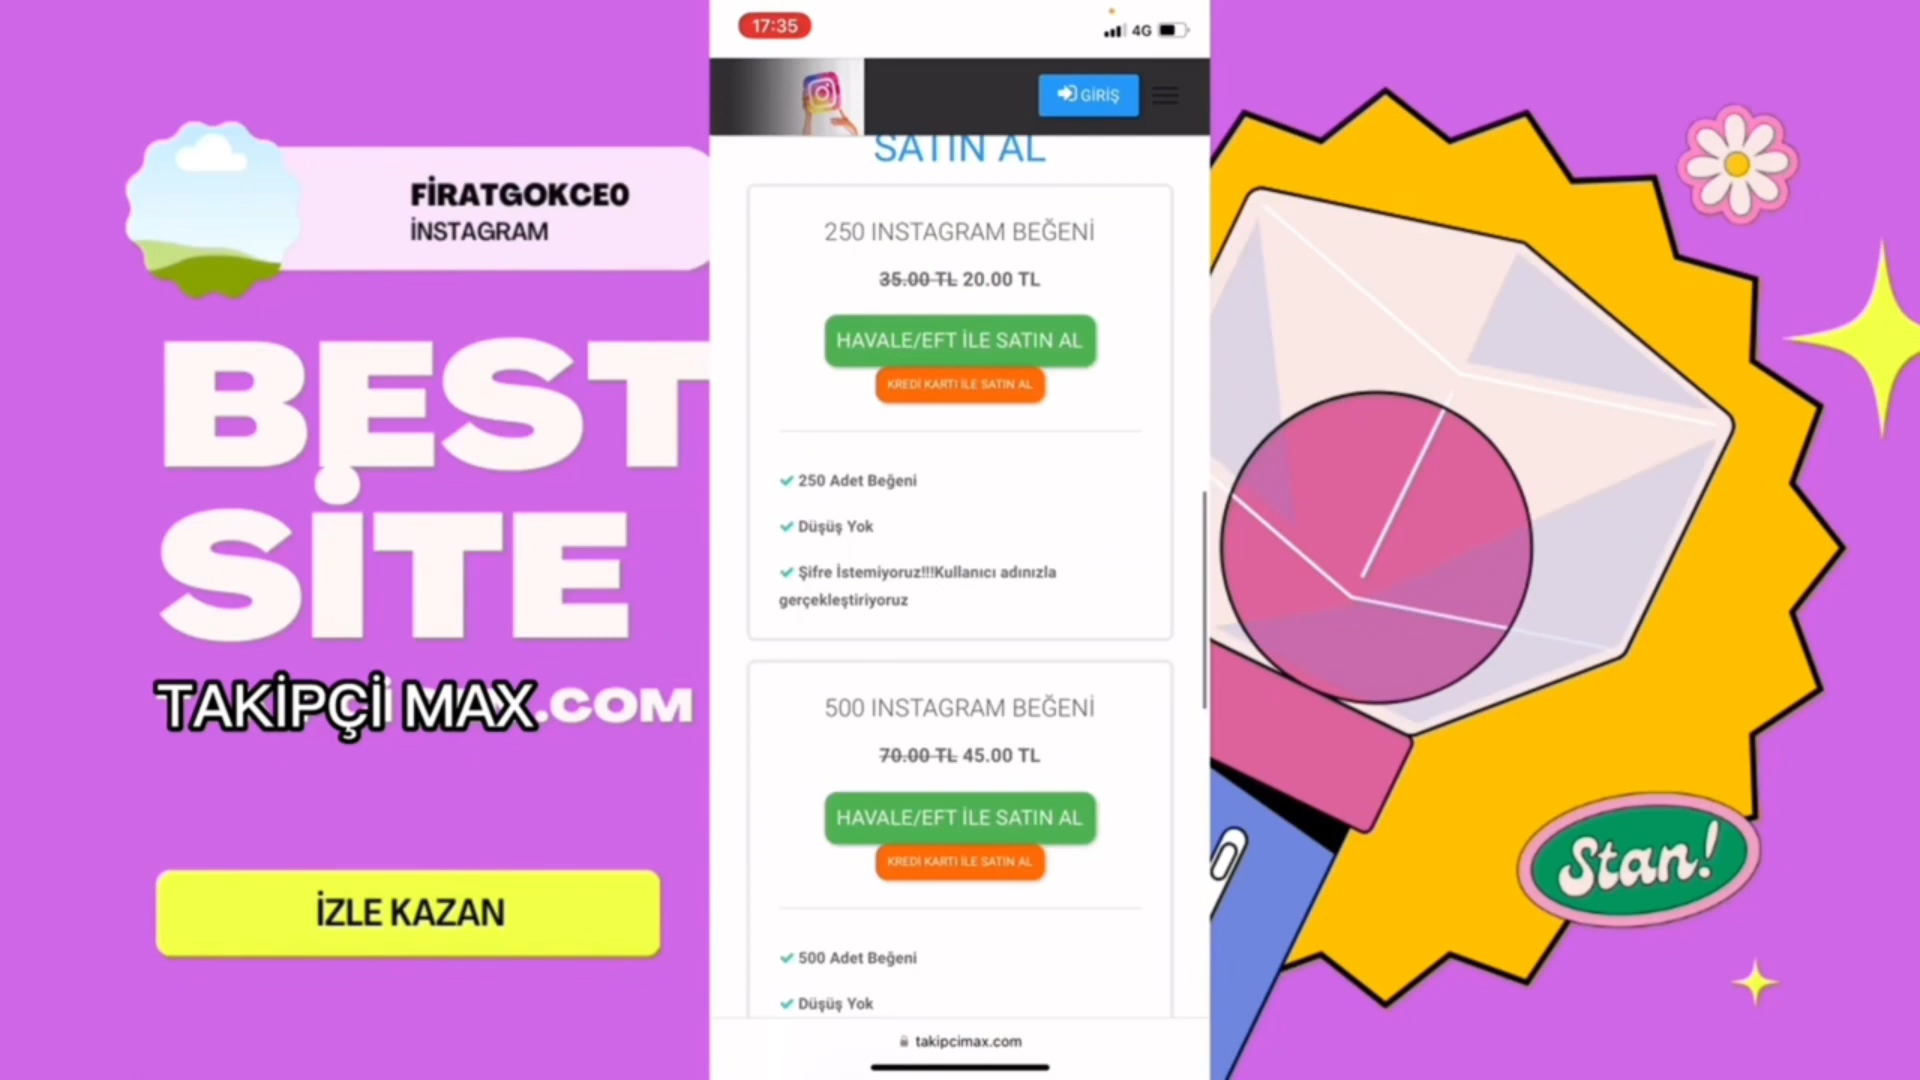 FİRATGOKCE0
İNSTAGRAM
BEST
SİTE
TAKİPÇİ MAX.COM
İZLE KAZAN
17:35
4G
GİRİŞ
SATIN AL
250 INSTAGRAM BEĞENİ
35.00 TL 20.00 TL
HAVALE/EFT İLE SATIN AL
KREDİ KARTI İLE SATIN AL
250 Adet Beğeni
Düşüş Yok
Şifre İstemiyoruz!!!Kullanıcı adınızla
gerçekleştiriyoruz
500 INSTAGRAM BEĞENİ
70.00 TL 45.00 TL
HAVALE/EFT İLE SATIN AL
KREDİ KARTI İLE SATIN AL
500 Adet Beğeni
Düşüş Yok
takipcimax.com
Stan!